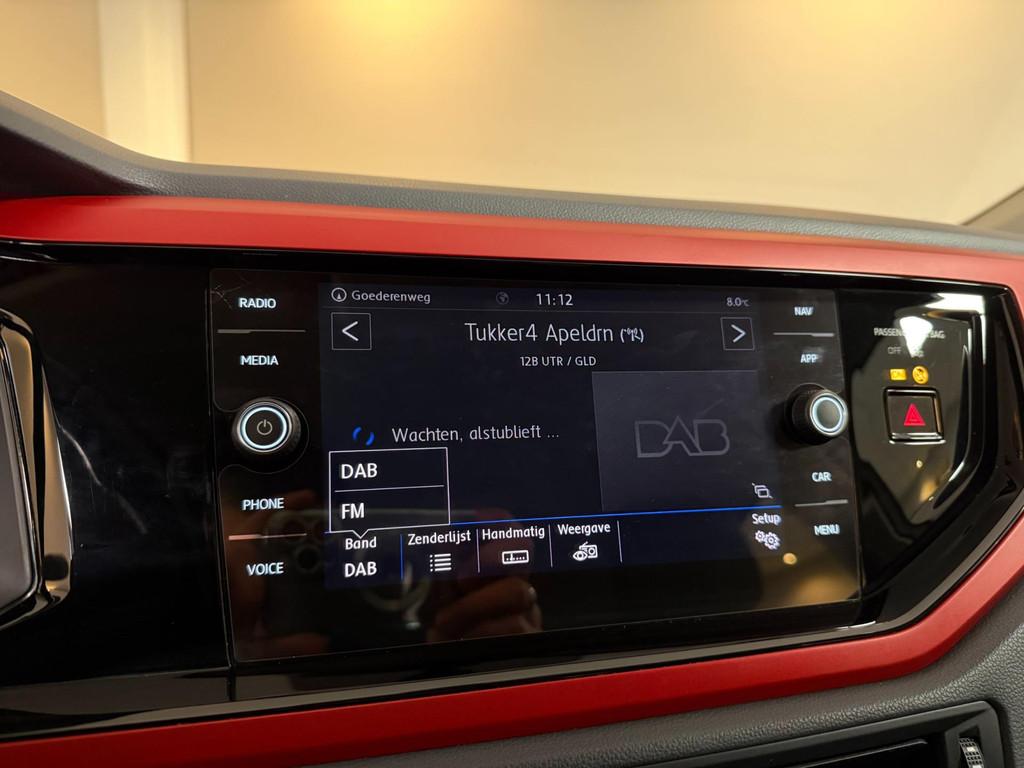 RADIO
MEDIA
PHONE
VOICE
Goederenweg
11:12
8.0°C
Tukker4 Apeldrn
12B UTR / GLD
Wachten, alstublieft ...
DAB
DAB
FM
Band
DAB
Zenderlijst
Handmatig
Weergave
Setup
NAV
APP
CAR
MENU
OFF